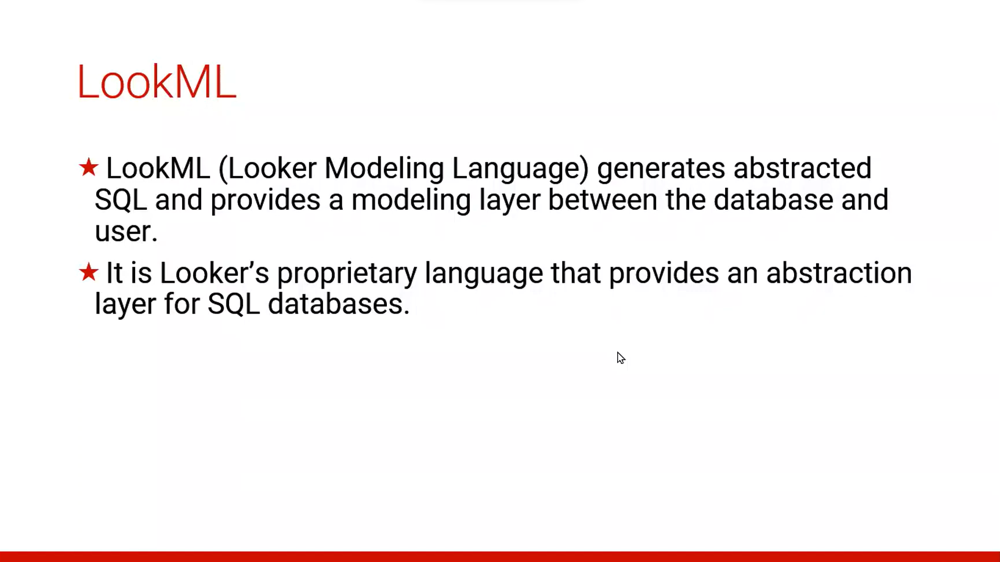 LookML
★ LookML (Looker Modeling Language) generates abstracted
SQL and provides a modeling layer between the database and
user.
★ It is Looker’s proprietary language that provides an abstraction
layer for SQL databases.